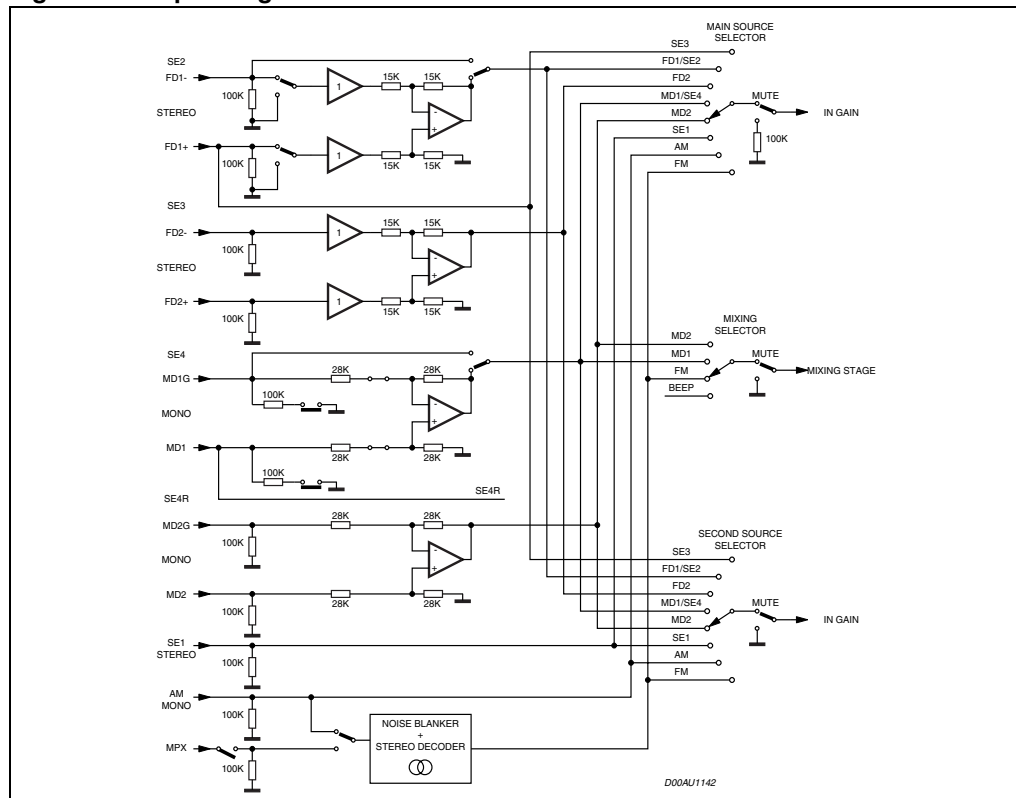 MAIN SOURCE
SELECTOR
SE3
SE2
FD1/SE2
FD1-
15K
15K
FD2
1
100K
MD1/SE4
MUTE
STEREO
IN GAIN
-
MD2
+
SE1
100K
FD1+
AM
1
100K
FM
15K
15K
SE3
15K
15K
FD2-
1
100K
-
STEREO
+
FD2+
1
MIXING
SELECTOR
100K
15K
15K
MD2
SE4
MD1
MUTE
28K
28K
FM
MD1G
MIXING STAGE
-
BEEP
100K
+
MONO
MD1
28K
28K
100K
SE4R
SE4R
28K
28K
MD2G
SECOND SOURCE
SELECTOR
100K
-
SE3
MONO
+
FD1/SE2
MD2
FD2
28K
28K
100K
MD1/SE4
MUTE
MD2
IN GAIN
SE1
STEREO
SE1
100K
AM
AM
MONO
FM
100K
NOISE BLANKER
+
STEREO DECODER
MPX
100K
D00AU1142